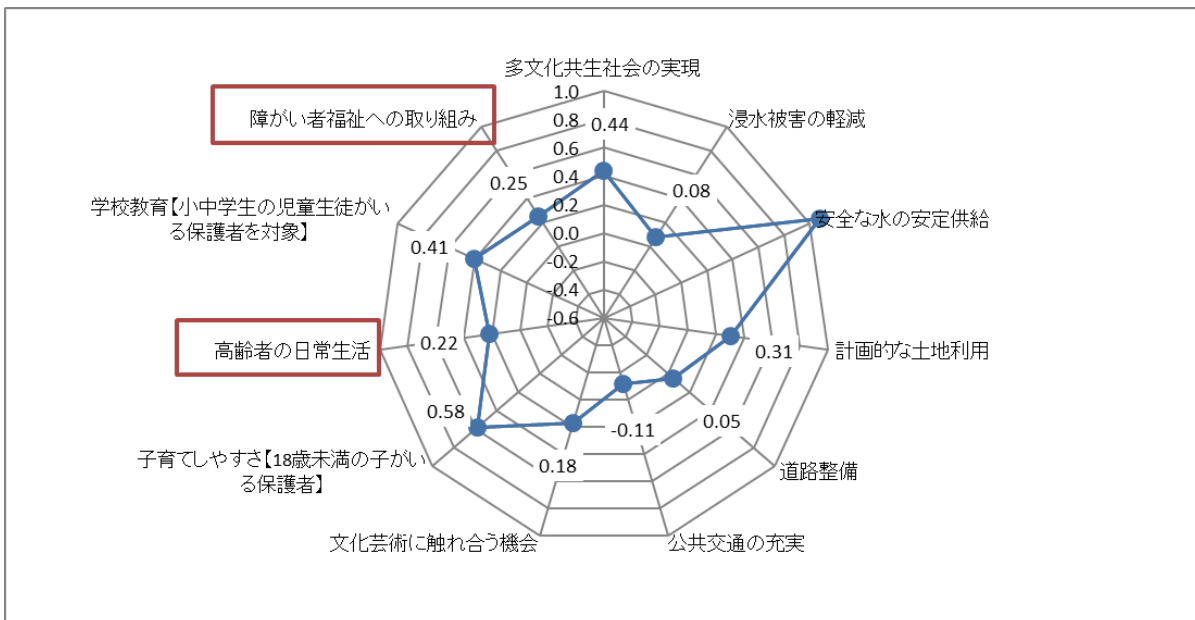 多文化共生社会の実現
1.0
0.8
0.6
0.4
0.2
0.0
-0.2
-0.4
-0.6
0.44
浸水被害の軽減
0.08
安全な水の安定供給
計画的な土地利用
0.31
道路整備
0.05
公共交通の充実
-0.11
文化芸術に触れ合う機会
0.18
子育てしやすさ【18歳未満の子がい
る保護者】
0.58
高齢者の日常生活
0.22
学校教育【小中学生の児童生徒がい
る保護者を対象】
0.41
障がい者福祉への取り組み
0.25